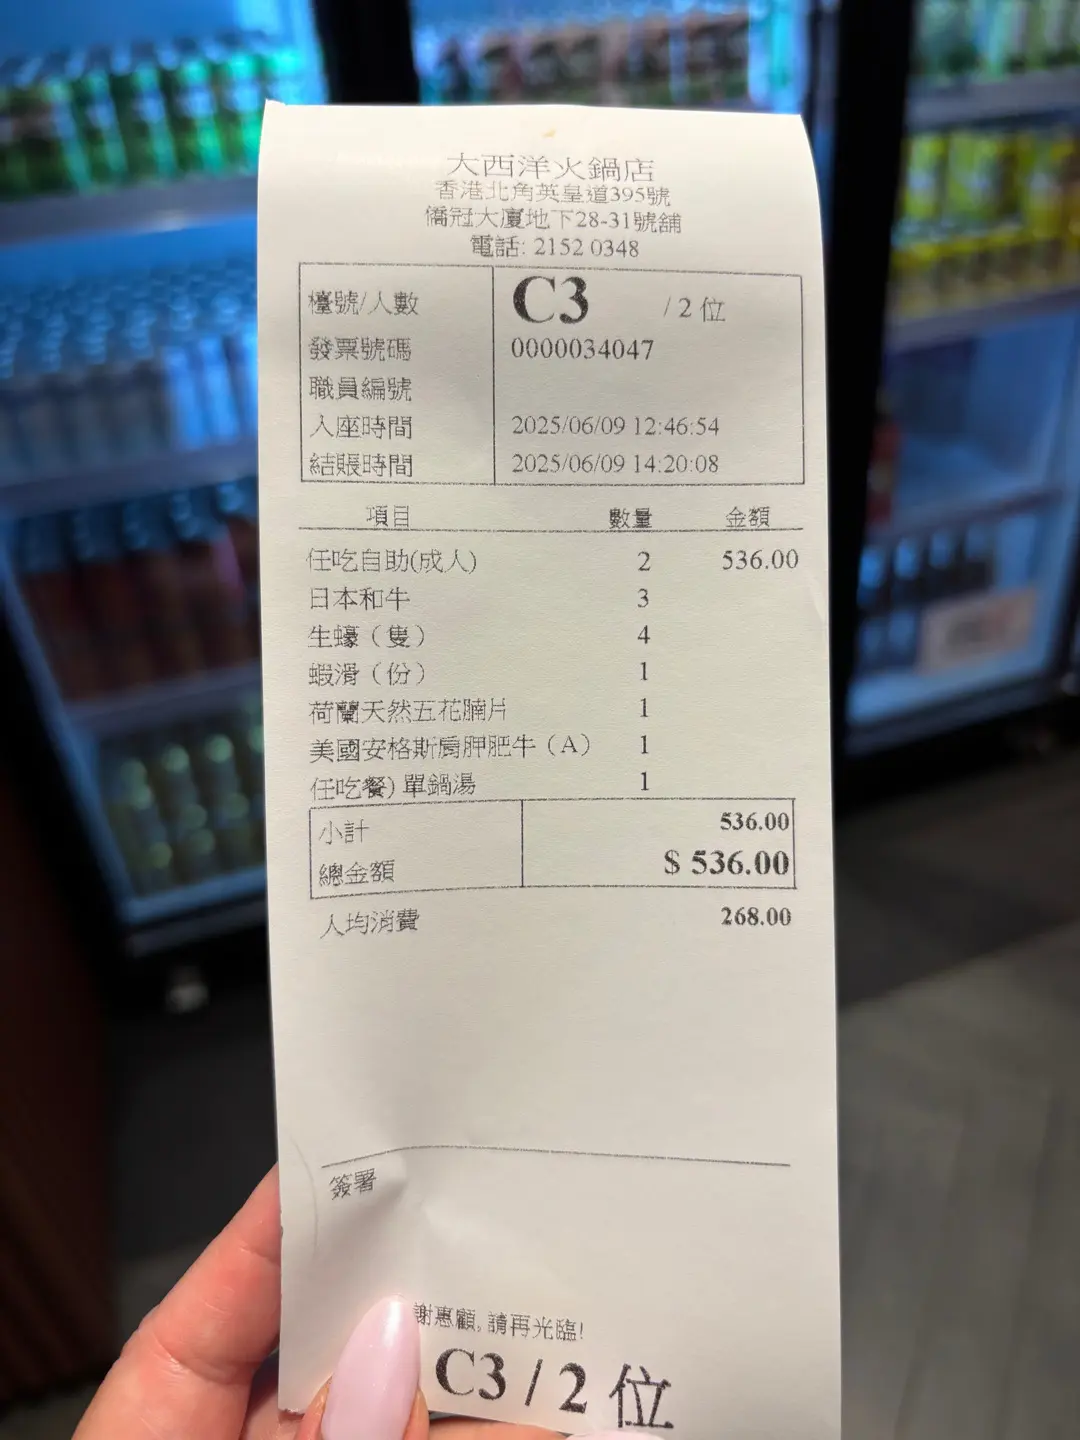 大西洋火鍋店
香港北角英皇道395號
僑冠大廈地下28-31號舖
電話: 2152 0348
檯號/人數 C3 / 2 位
發票號碼 0000034047
職員編號
入座時間 2025/06/09 12:46:54
結賬時間 2025/06/09 14:20:08
項目 數量 金額
任吃自助(成人) 2 536.00
日本和牛 3
生蠔（隻） 4
蝦滑（份） 1
荷蘭天然五花腩片 1
美國安格斯肩胛肥牛（A） 1
任吃餐) 單鍋湯 1
小計 536.00
總金額 $ 536.00
人均消費 268.00
簽署
謝惠顧, 請再光臨!
C3 / 2 位